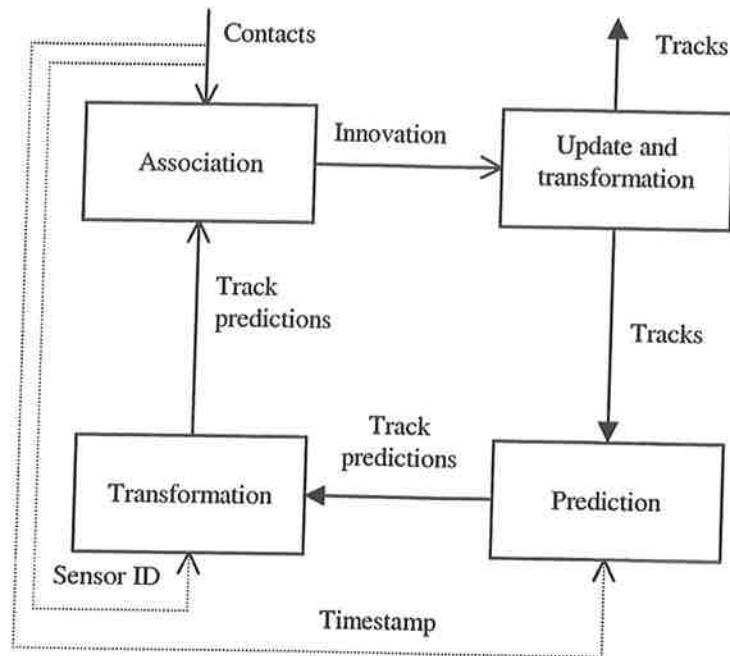 Contacts
Tracks
Association
Innovation
Update and
transformation
Track
predictions
Tracks
Transformation
Track
predictions
Prediction
Sensor ID
Timestamp